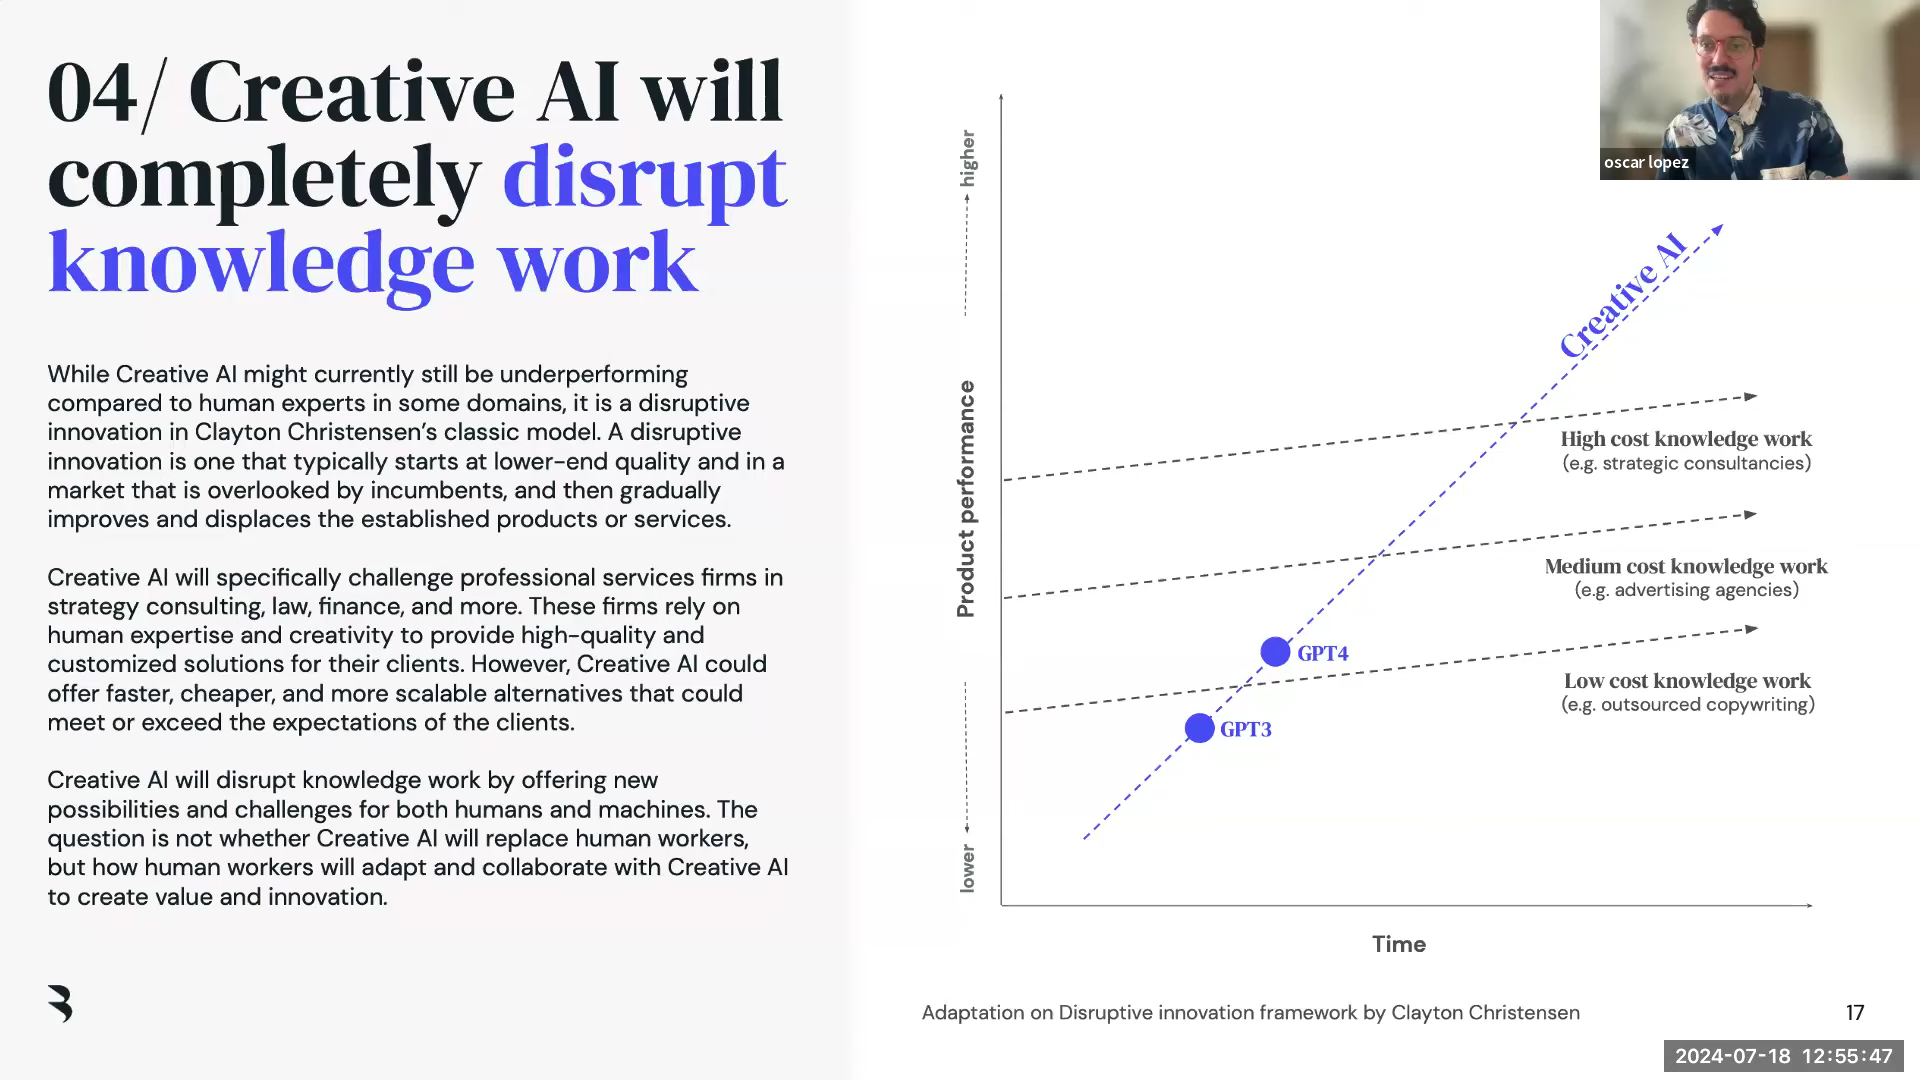 04/ Creative AI will
completely disrupt
knowledge work
While Creative AI might currently still be underperforming
compared to human experts in some domains, it is a disruptive
innovation in Clayton Christensen’s classic model. A disruptive
innovation is one that typically starts at lower-end quality and in a
market that is overlooked by incumbents, and then gradually
improves and displaces the established products or services.
Creative AI will specifically challenge professional services firms in
strategy consulting, law, finance, and more. These firms rely on
human expertise and creativity to provide high-quality and
customized solutions for their clients. However, Creative AI could
offer faster, cheaper, and more scalable alternatives that could
meet or exceed the expectations of the clients.
Creative AI will disrupt knowledge work by offering new
possibilities and challenges for both humans and machines. The
question is not whether Creative AI will replace human workers,
but how human workers will adapt and collaborate with Creative AI
to create value and innovation.
higher
Product performance
lower
Creative AI
High cost knowledge work
(e.g. strategic consultancies)
Medium cost knowledge work
(e.g. advertising agencies)
GPT4
Low cost knowledge work
(e.g. outsourced copywriting)
GPT3
Time
Adaptation on Disruptive innovation framework by Clayton Christensen
17
oscar lopez
2024-07-18 12:55:47